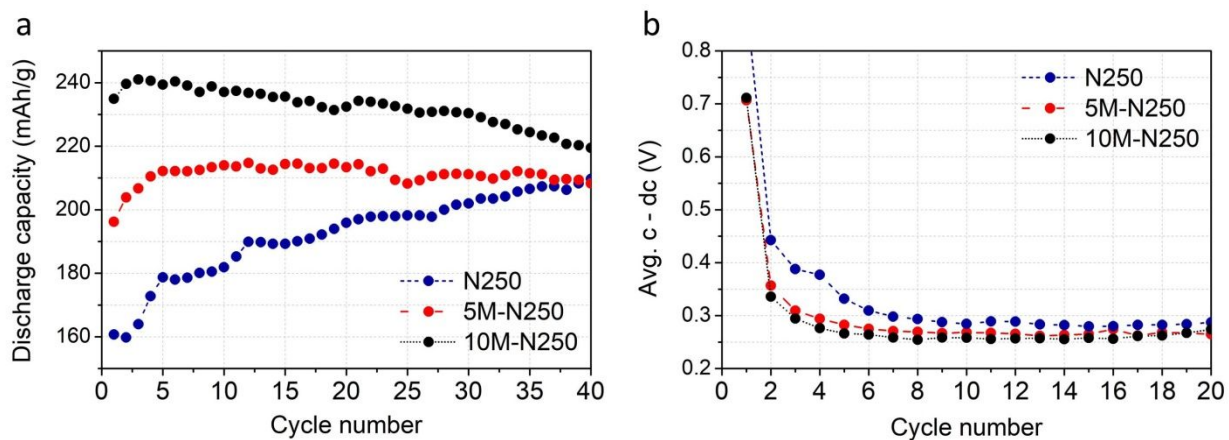 a
Discharge capacity (mAh/g)
240
220
200
180
160
0 5 10 15 20 25 30 35 40
Cycle number
N250
5M-N250
10M-N250
b
Avg. c - dc (V)
0.8
0.7
0.6
0.5
0.4
0.3
0.2
0 2 4 6 8 10 12 14 16 18 20
Cycle number
N250
5M-N250
10M-N250